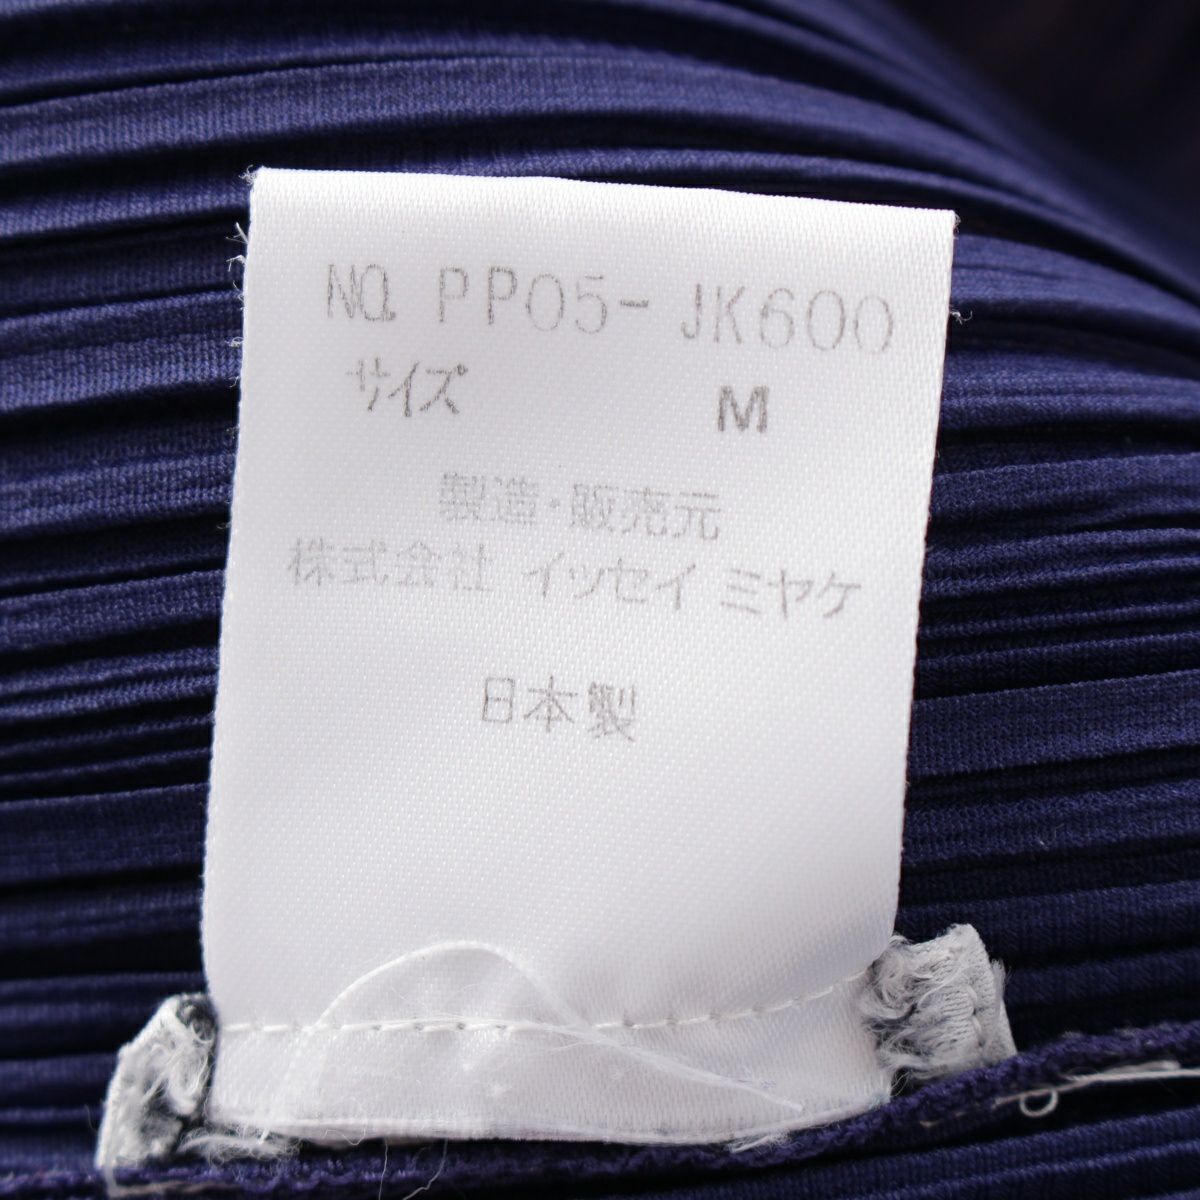 NO. PP05-JK600
サイズ M
製造・販売元
株式会社 イッセイ ミヤケ
日本製